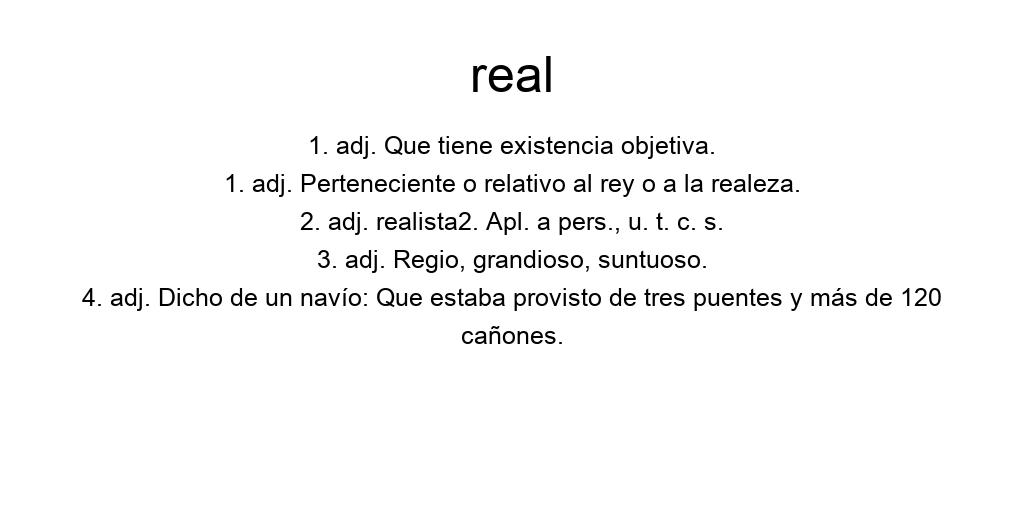 real
1. adj. Que tiene existencia objetiva.
1. adj. Perteneciente o relativo al rey o a la realeza.
2. adj. realista2. Apl. a pers., u. t. c. s.
3. adj. Regio, grandioso, suntuoso.
4. adj. Dicho de un navío: Que estaba provisto de tres puentes y más de 120
cañones.